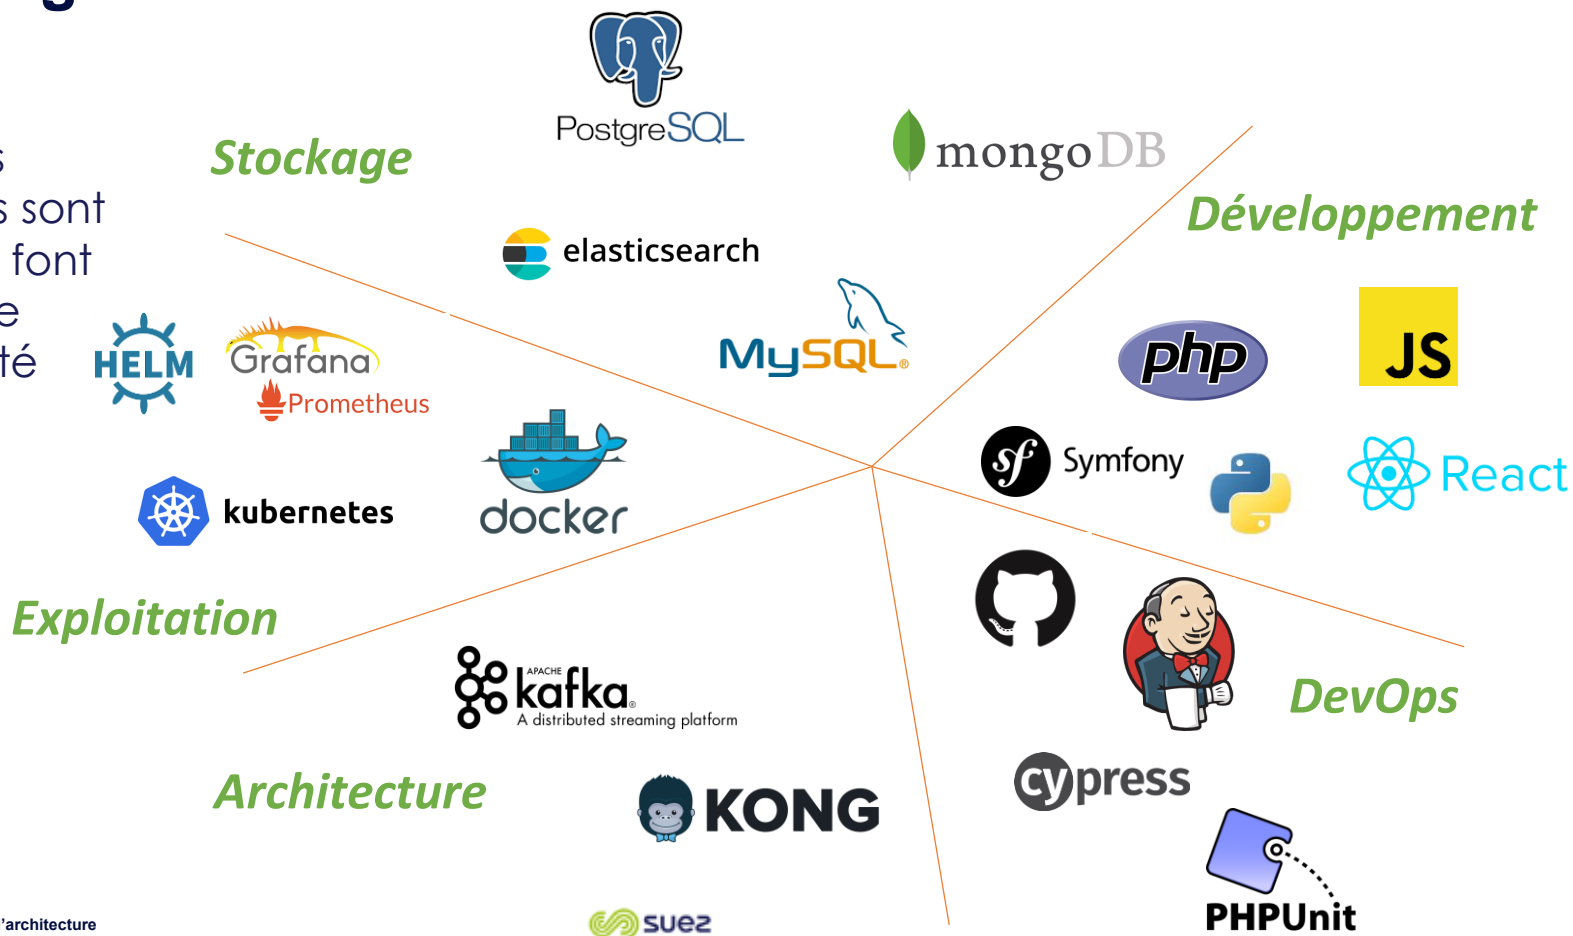 g
PostgreSQL
Stockage
mongoDB
s
s sont
font
e
té
Développement
elasticsearch
MySQL®
HELM
Grafana
Prometheus
php
JS
docker
Symfony
React
kubernetes
Exploitation
APACHE
kafka®
A distributed streaming platform
DevOps
Architecture
KONG
cypress
PHPUnit
l'architecture
suez